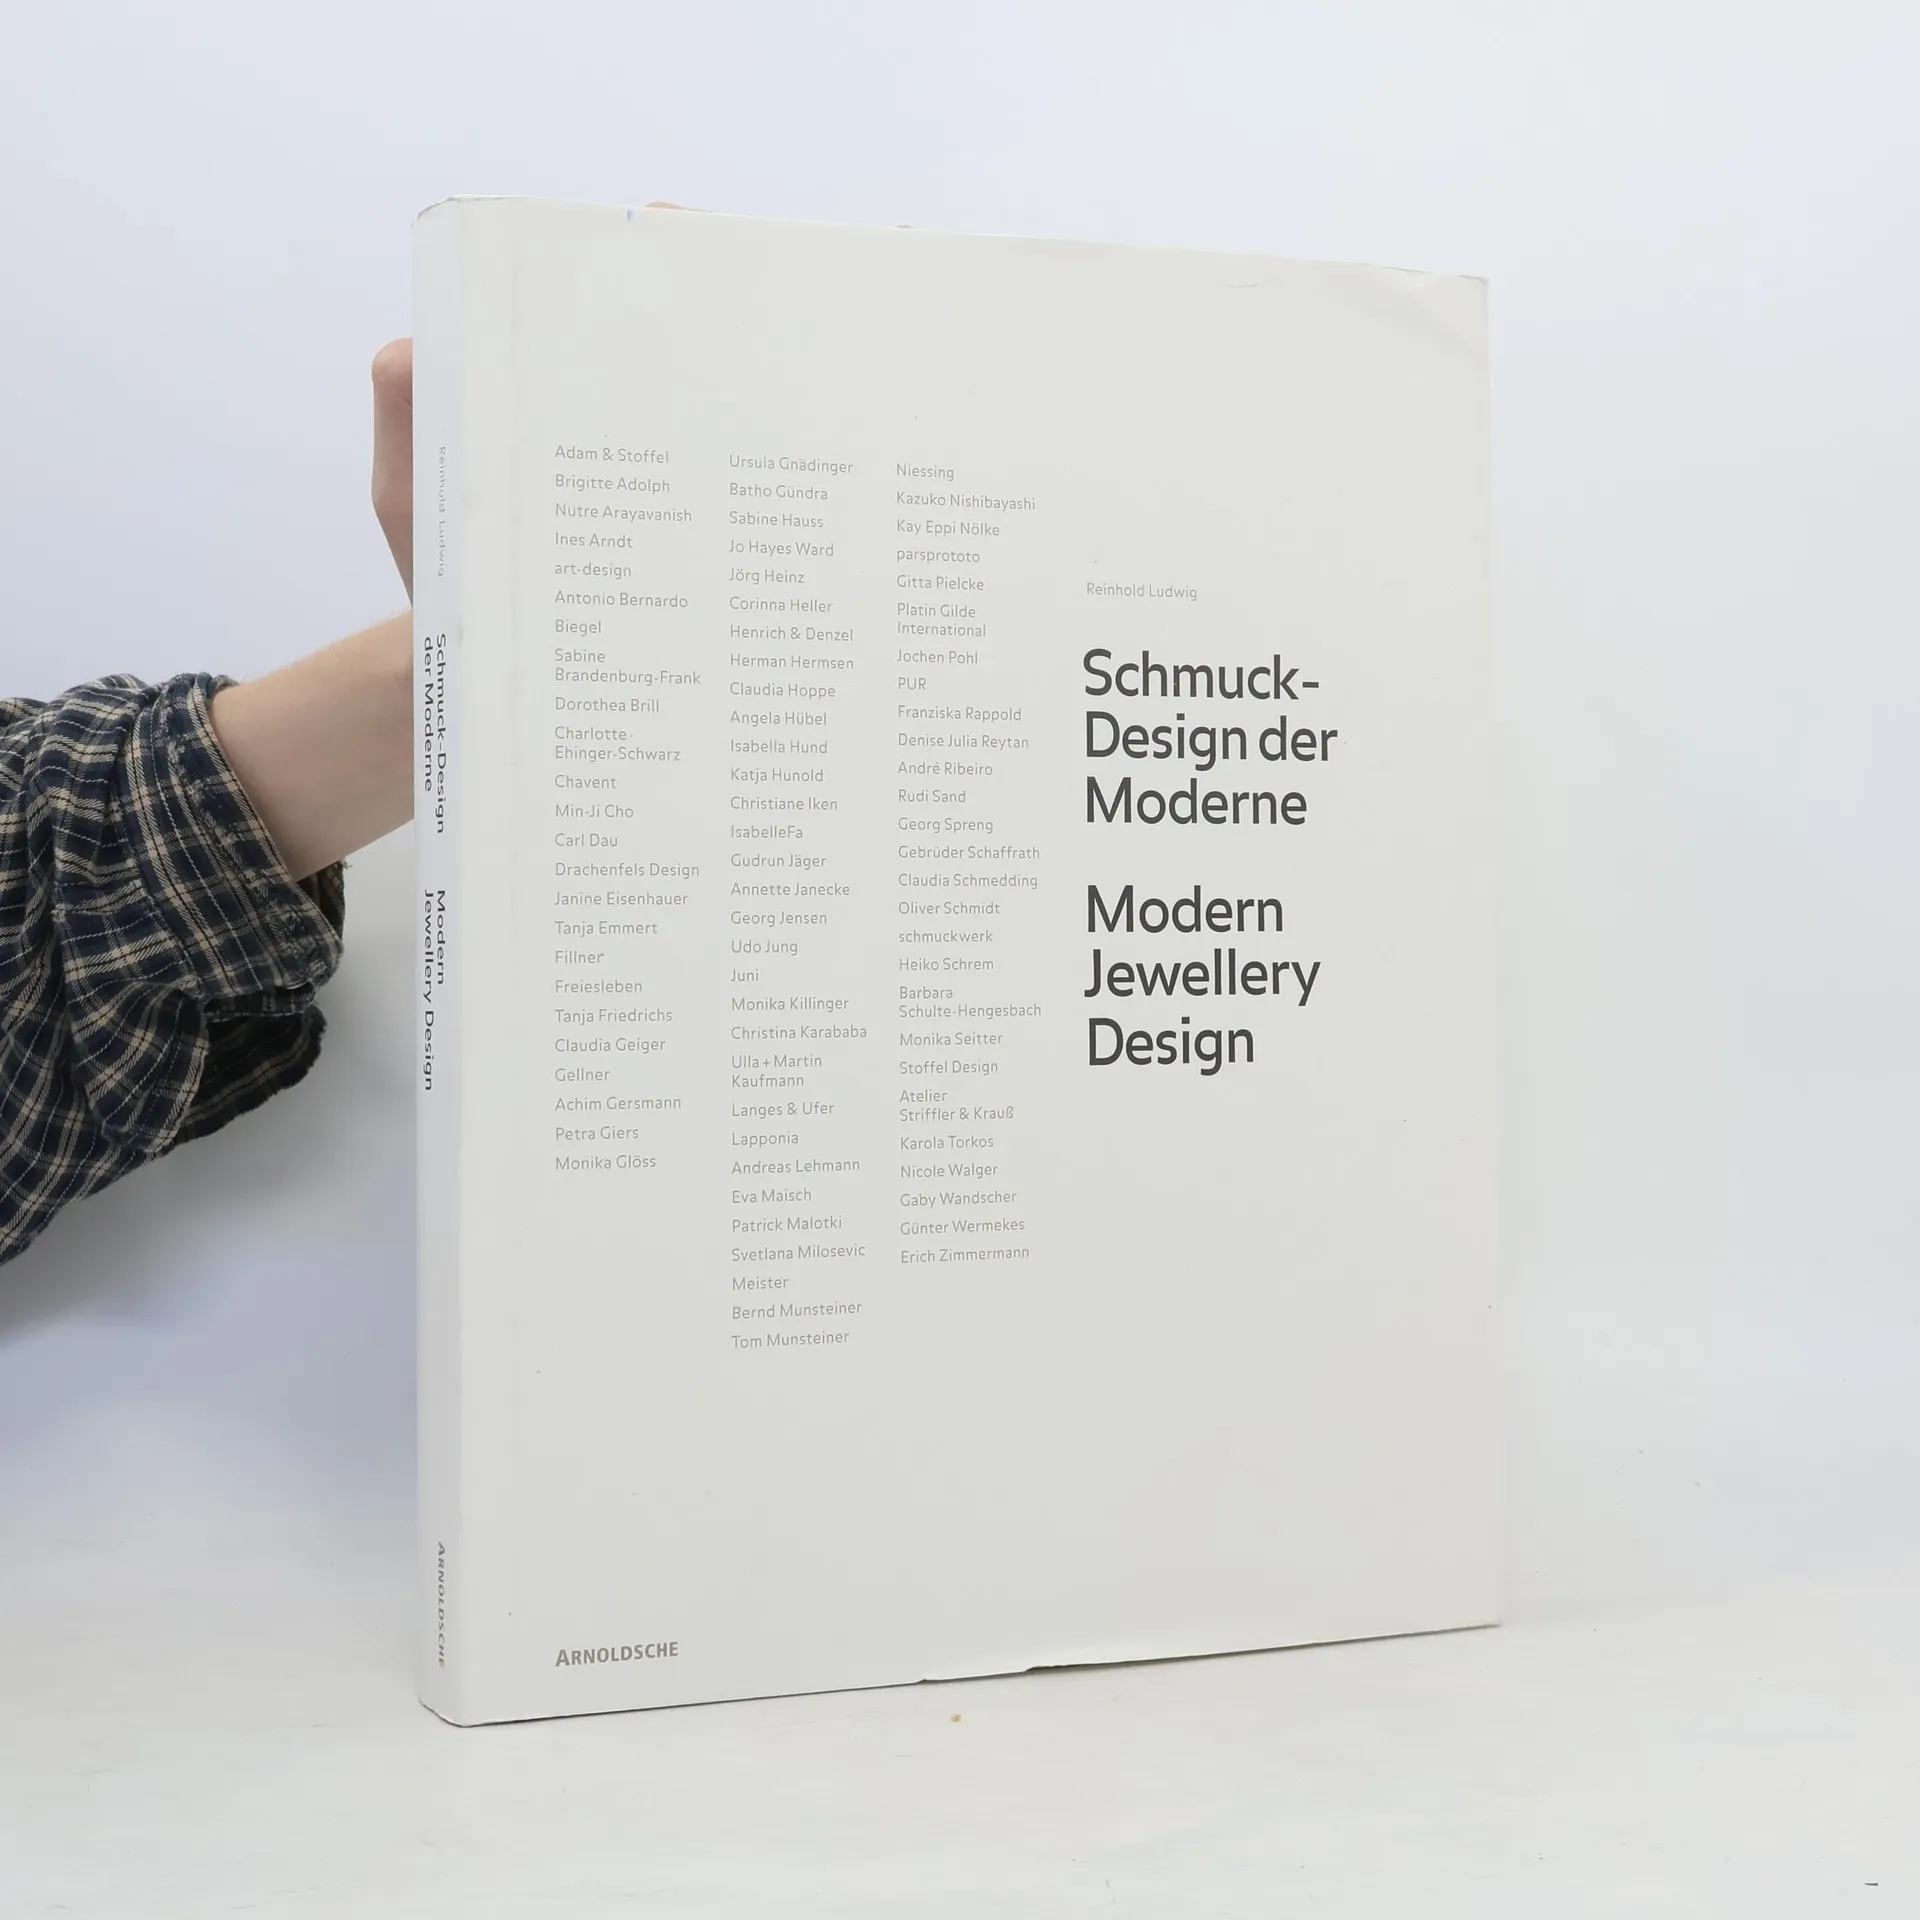 Reinhold Ludwig
Schmuck-Design
der Moderne
Modern
Jewellery Design
ARNOLDSCHE
Adam & Stoffel
Brigitte Adolph
Nutre Arayavanish
Ines Arndt
art-design
Antonio Bernardo
Biegel
Sabine
Brandenburg-Frank
Dorothea Brill
Charlotte ·
Ehinger-Schwarz
Chavent
Min-Ji Cho
Carl Dau
Drachenfels Design
Janine Eisenhauer
Tanja Emmert
Fillner
Freiesleben
Tanja Friedrichs
Claudia Geiger
Gellner
Achim Gersmann
Petra Giers
Monika Glöss
Ursula Gnädinger
Batho Gündra
Sabine Hauss
Jo Hayes Ward
Jörg Heinz
Corinna Heller
Henrich & Denzel
Herman Hermsen
Claudia Hoppe
Angela Hübel
Isabella Hund
Katja Hunold
Christiane Iken
IsabelleFa
Gudrun Jäger
Annette Janecke
Georg Jensen
Udo Jung
Juni
Monika Killinger
Christina Karababa
Ulla + Martin
Kaufmann
Langes & Ufer
Lapponia
Andreas Lehmann
Eva Maisch
Patrick Malotki
Svetlana Milosevic
Meister
Bernd Munsteiner
Tom Munsteiner
Niessing
Kazuko Nishibayashi
Kay Eppi Nölke
parsprototo
Gitta Pielcke
Platin Gilde
International
Jochen Pohl
PUR
Franziska Rappold
Denise Julia Reytan
André Ribeiro
Rudi Sand
Georg Spreng
Gebrüder Schaffrath
Claudia Schmedding
Oliver Schmidt
schmuckwerk
Heiko Schrem
Barbara
Schulte-Hengesbach
Monika Seitter
Stoffel Design
Atelier
Striffler & Krauß
Karola Torkos
Nicole Walger
Gaby Wandscher
Günter Wermekes
Erich Zimmermann
Reinhold Ludwig
Schmuck-
Design der
Moderne
Modern
Jewellery
Design
ARNOLDSCHE